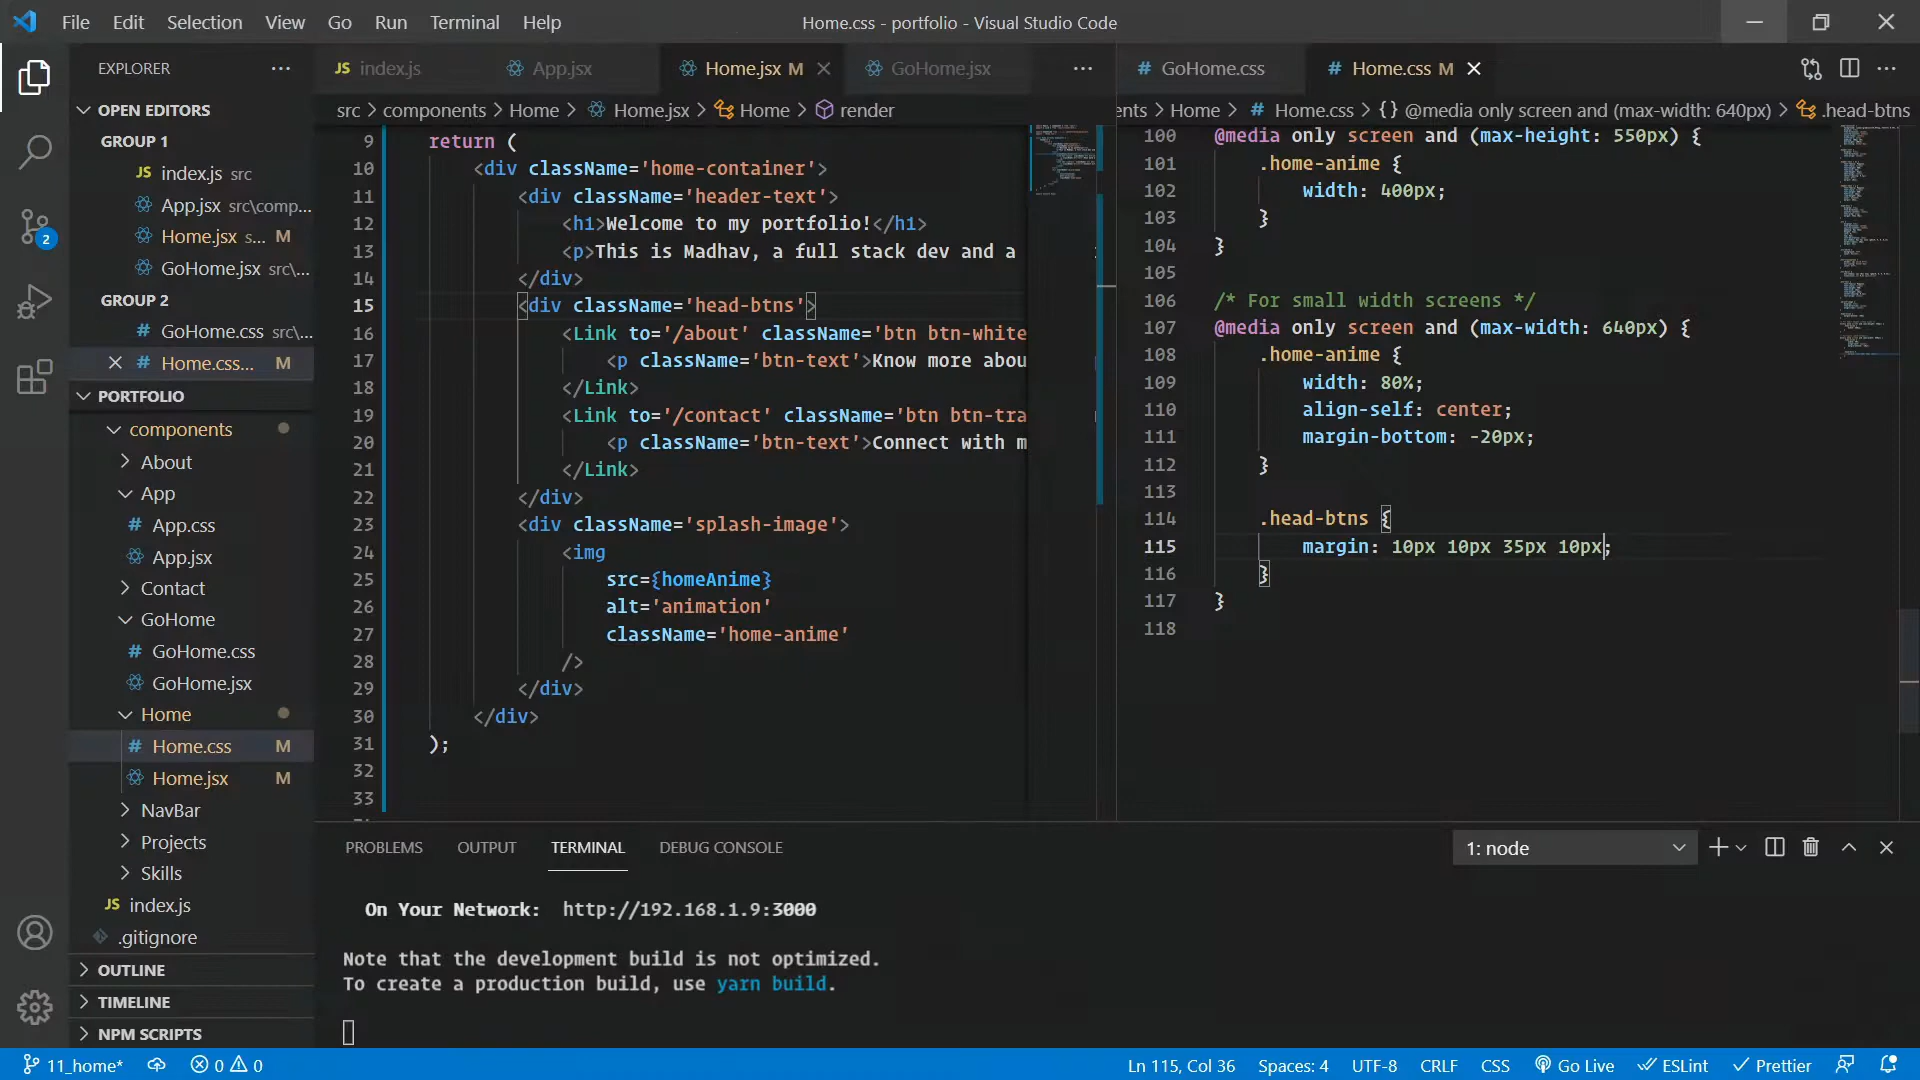 File Edit Selection View Go Run Terminal Help
Home.css - portfolio - Visual Studio Code
EXPLORER
OPEN EDITORS
GROUP 1
JS index.js src
App.jsx src\comp...
Home.jsx s... M
GoHome.jsx src\...
GROUP 2
# GoHome.css src\...
# Home.css... M
PORTFOLIO
components
About
App
# App.css
App.jsx
Contact
GoHome
# GoHome.css
GoHome.jsx
Home
# Home.css M
Home.jsx M
NavBar
Projects
Skills
JS index.js
.gitignore
OUTLINE
TIMELINE
NPM SCRIPTS
2
JS index.js App.jsx Home.jsx M GoHome.jsx
src > components > Home > Home.jsx > Home > render
9 return (
10 <div className='home-container'>
11 <div className='header-text'>
12 <h1>Welcome to my portfolio!</h1>
13 <p>This is Madhav, a full stack dev and a
14 </div>
15 <div className='head-btns'>
16 <Link to='/about' className='btn btn-white
17 <p className='btn-text'>Know more abou
18 </Link>
19 <Link to='/contact' className='btn btn-tra
20 <p className='btn-text'>Connect with m
21 </Link>
22 </div>
23 <div className='splash-image'>
24 <img
25 src={homeAnime}
26 alt='animation'
27 className='home-anime'
28 />
29 </div>
30 </div>
31 );
32
33
# GoHome.css # Home.css M
ents > Home > # Home.css > {} @media only screen and (max-width: 640px) > .head-btns
100 @media only screen and (max-height: 550px) {
101 .home-anime {
102 width: 400px;
103 }
104 }
105
106 /* For small width screens */
107 @media only screen and (max-width: 640px) {
108 .home-anime {
109 width: 80%;
110 align-self: center;
111 margin-bottom: -20px;
112 }
113
114 .head-btns {
115 margin: 10px 10px 35px 10px;
116 }
117 }
118
PROBLEMS OUTPUT TERMINAL DEBUG CONSOLE
1: node
On Your Network: http://192.168.1.9:3000
Note that the development build is not optimized.
To create a production build, use yarn build.
11_home* 0 0
Ln 115, Col 36 Spaces: 4 UTF-8 CRLF CSS Go Live ESLint Prettier